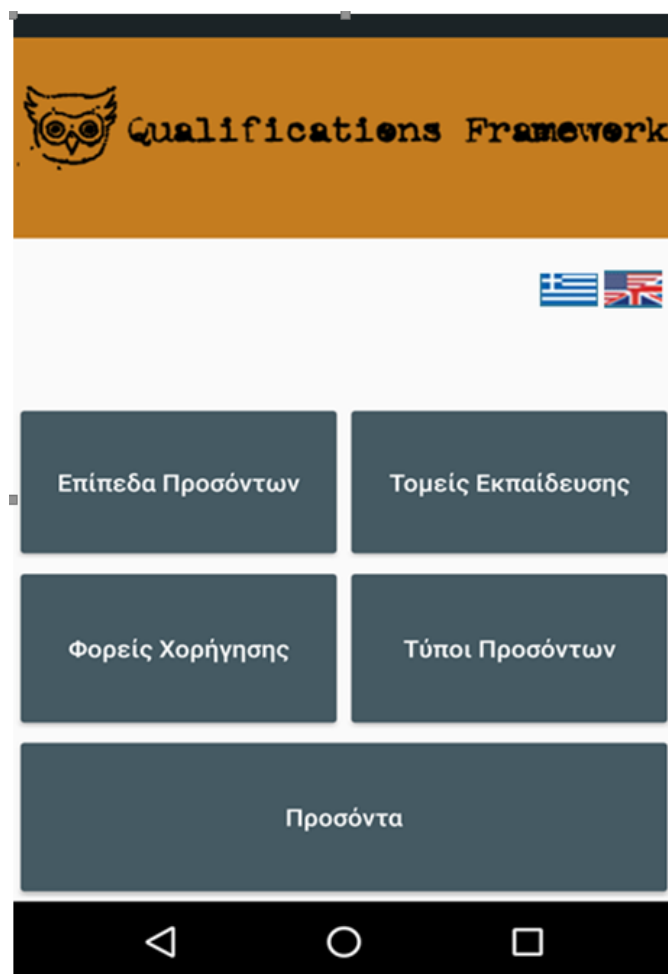 Qualifications Framework
Επίπεδα Προσόντων
Τομείς Εκπαίδευσης
Φορείς Χορήγησης
Τύποι Προσόντων
Προσόντα